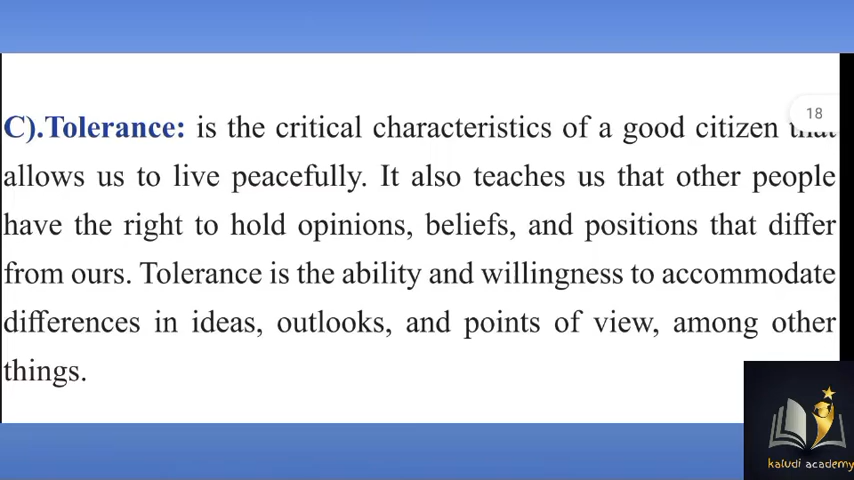 18
C).Tolerance: is the critical characteristics of a good citizen that
allows us to live peacefully. It also teaches us that other people
have the right to hold opinions, beliefs, and positions that differ
from ours. Tolerance is the ability and willingness to accommodate
differences in ideas, outlooks, and points of view, among other
things.
kaludi academy